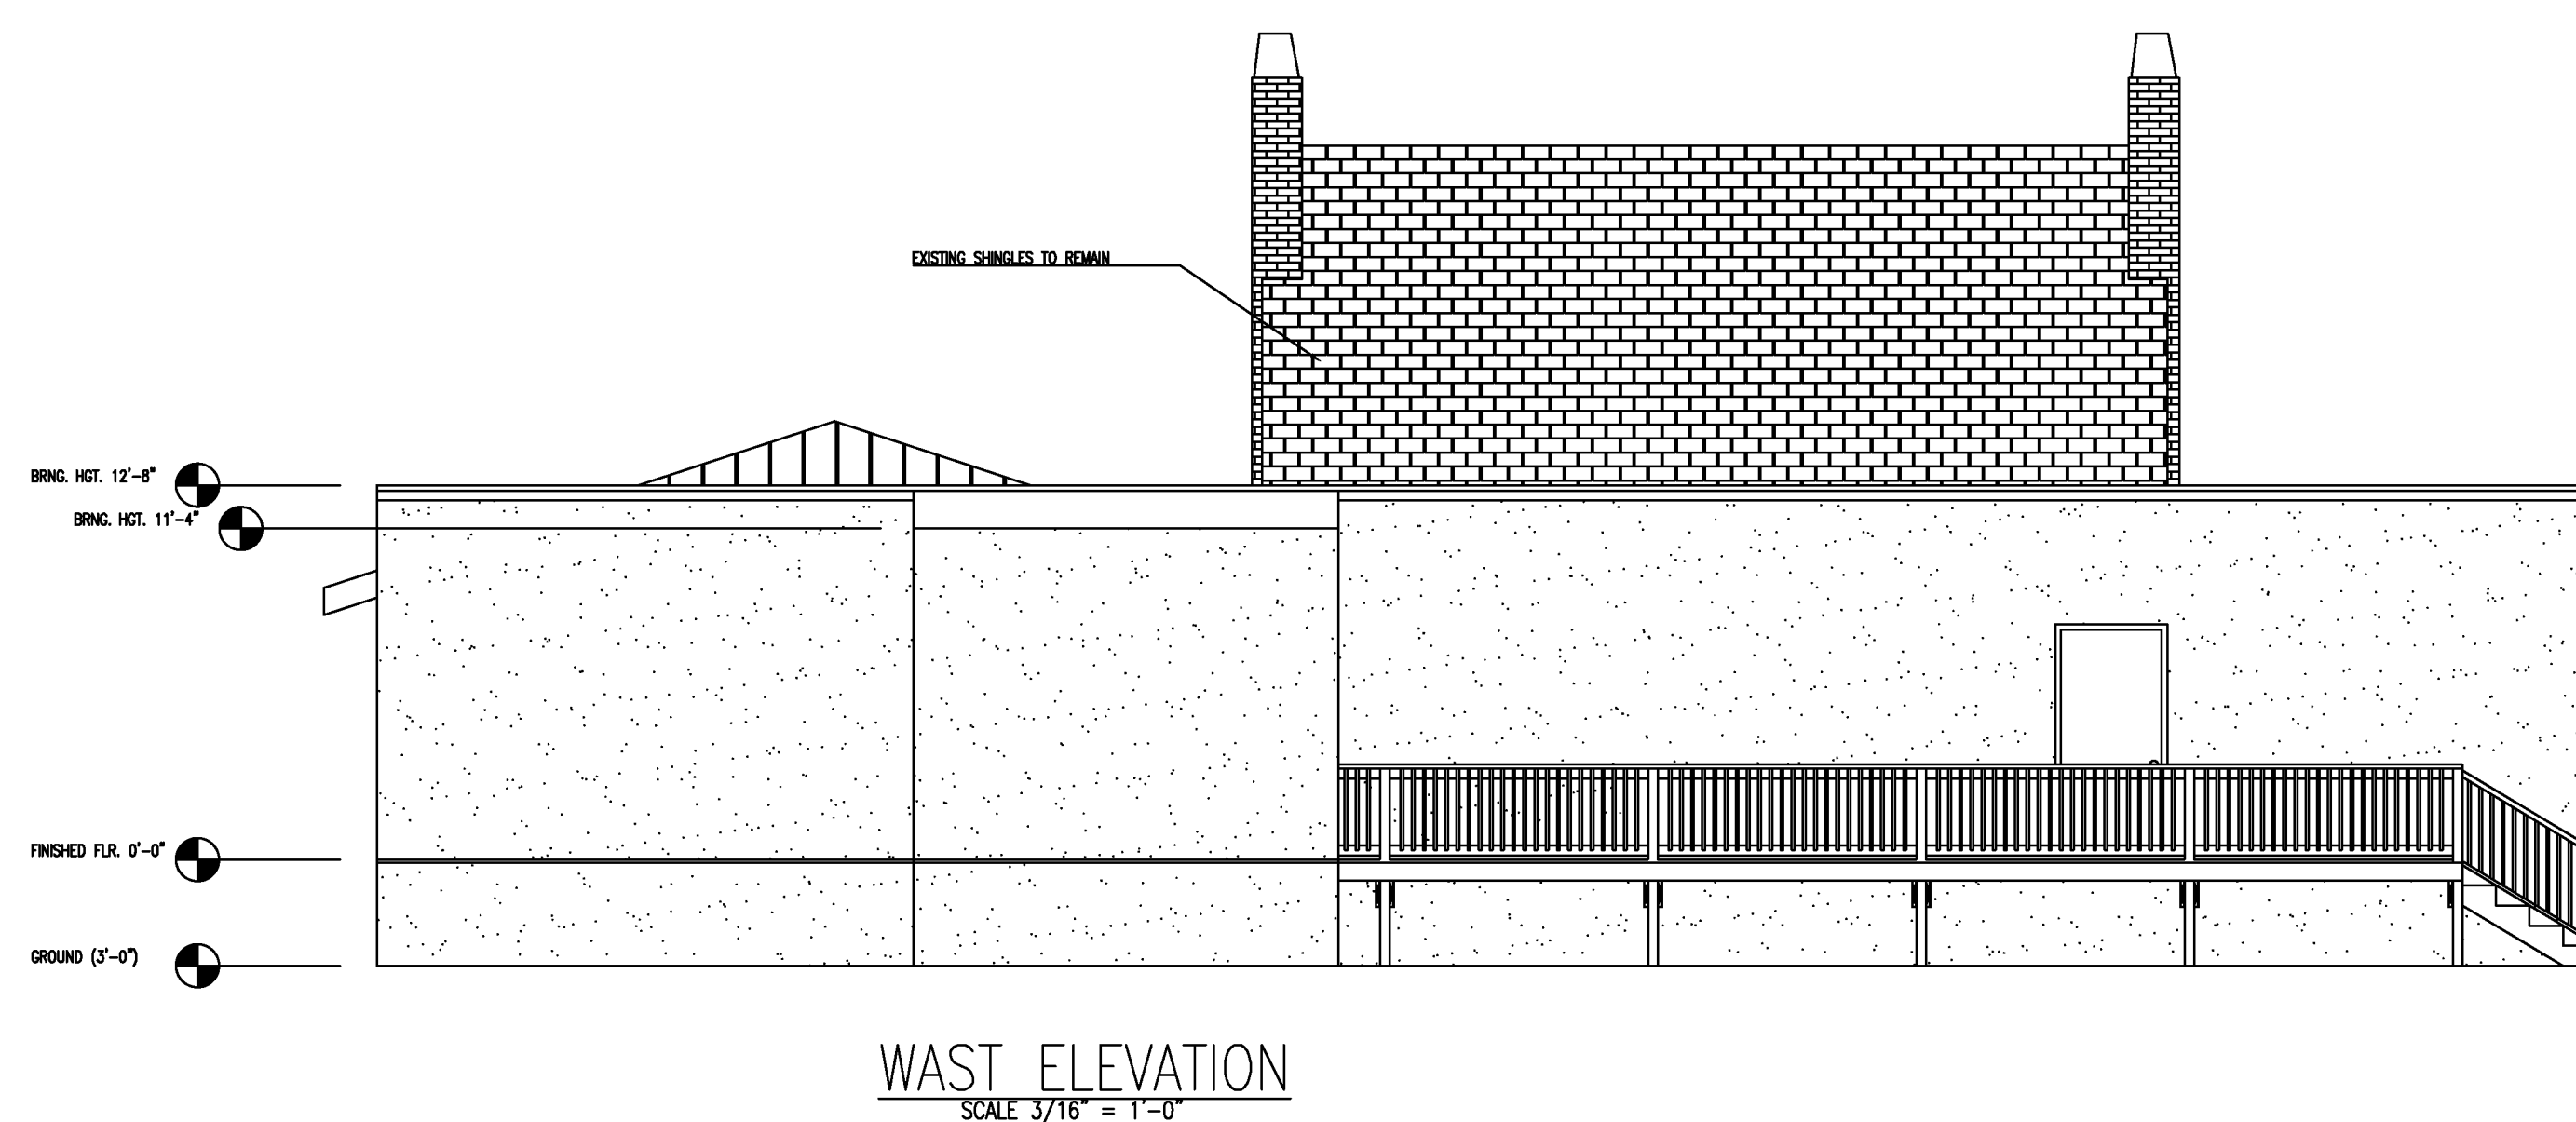 EXISTING SHINGLES TO REMAIN
BRNG. HGT. 12'-8"
BRNG. HGT. 11'-4"
FINISHED FLR. 0'-0"
GROUND (3'-0")
WAST ELEVATION
SCALE 3/16" = 1'-0"